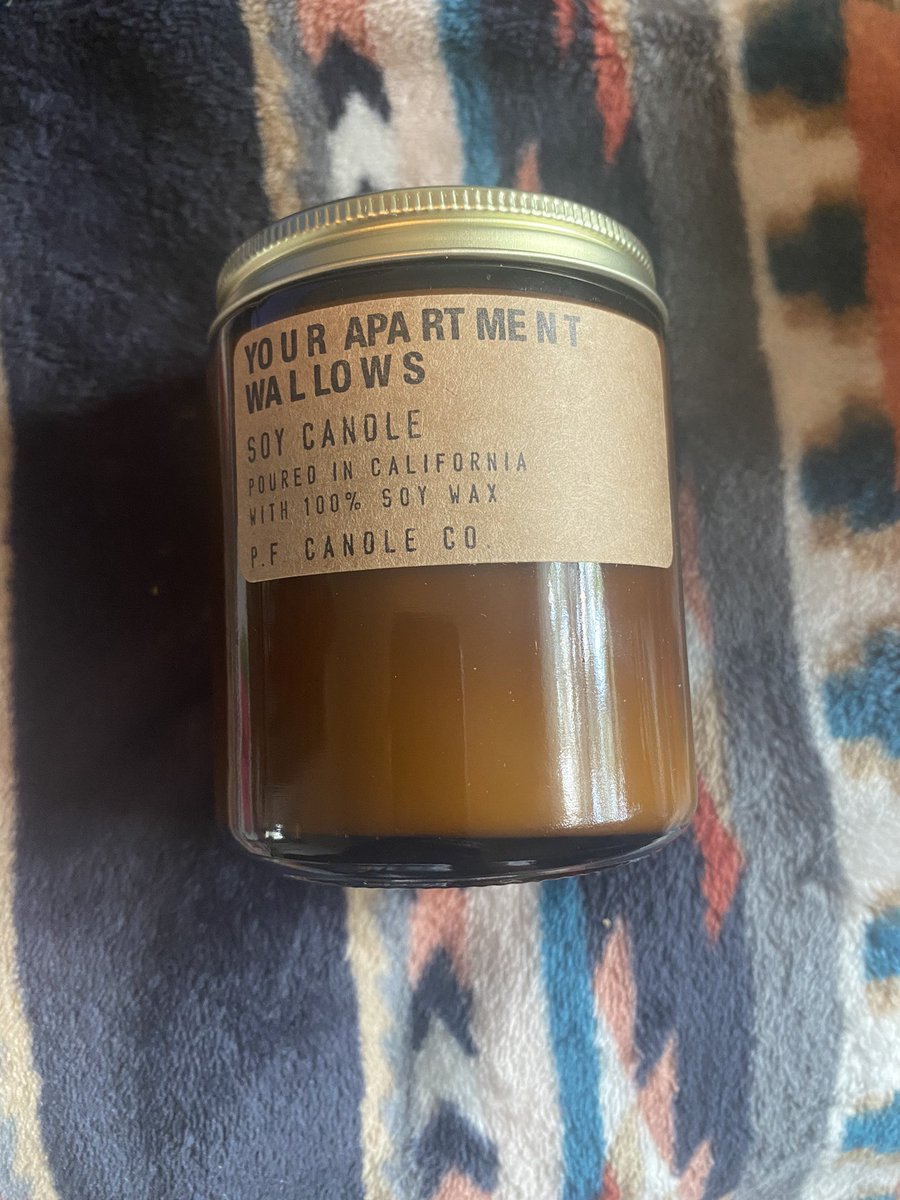 YOUR APARTMENT
WALLOWS
SOY CANDLE
POURED IN CALIFORNIA
WITH 100% SOY WAX
P.F. CANDLE CO.